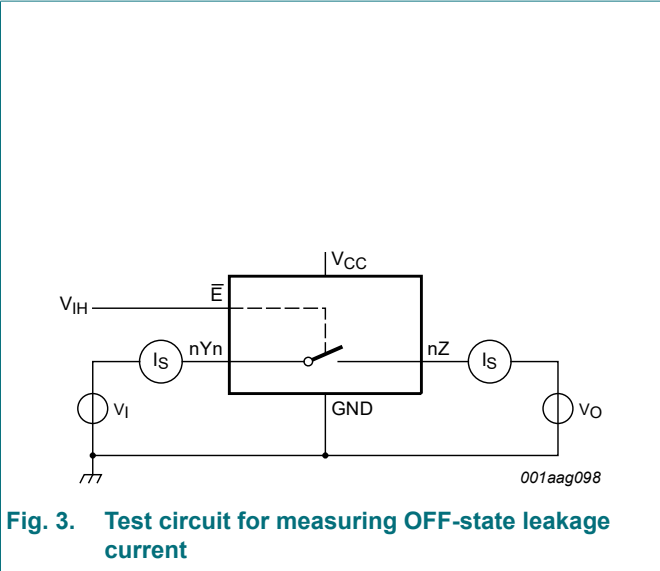 VCC
E̅
VIH
nYn
nZ
IS
IS
VI
GND
VO
001aag098
Fig. 3. Test circuit for measuring OFF-state leakage
current